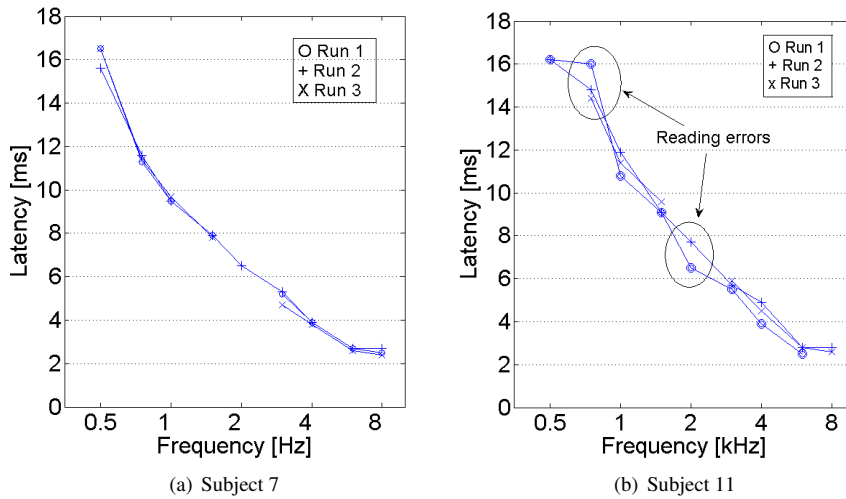 18
16
14
12
10
8
6
4
2
0
Latency [ms]
O Run 1
+ Run 2
X Run 3
0.5 1 2 4 8
Frequency [Hz]
(a) Subject 7
18
16
14
12
10
8
6
4
2
0
Latency [ms]
O Run 1
+ Run 2
x Run 3
Reading errors
0.5 1 2 4 8
Frequency [kHz]
(b) Subject 11